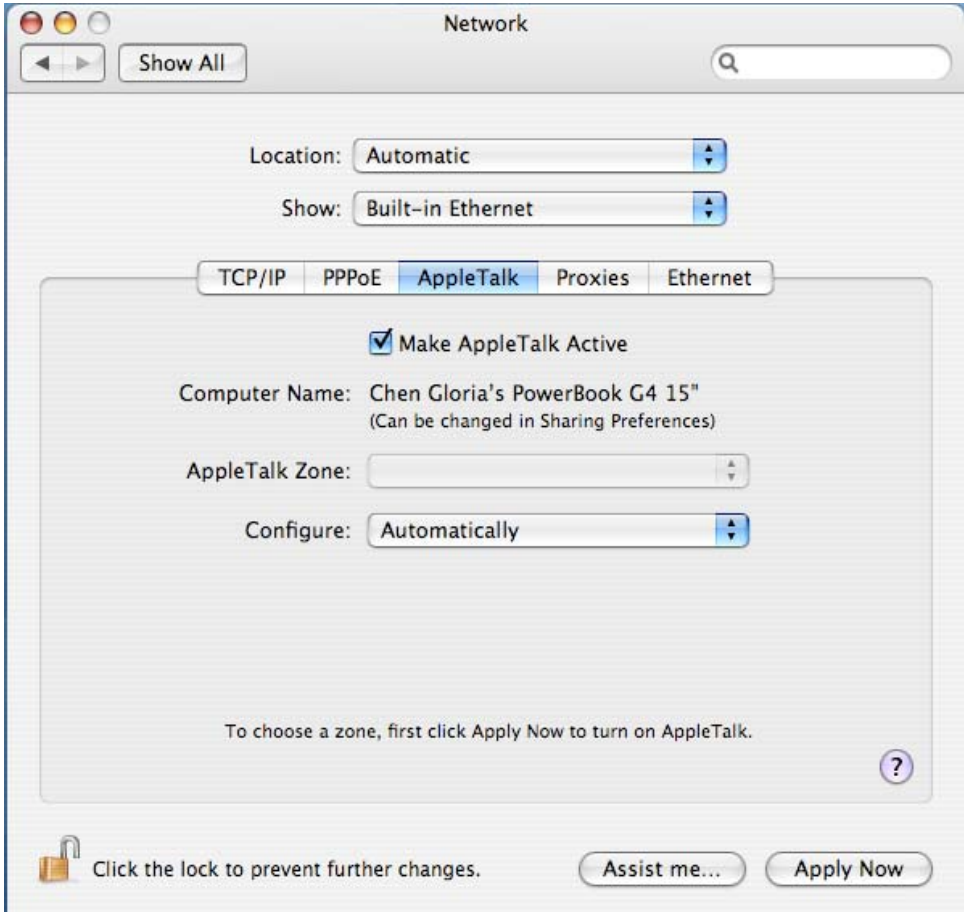 Network
Show All
Location: Automatic
Show: Built-in Ethernet
TCP/IP PPPoE AppleTalk Proxies Ethernet
Make AppleTalk Active
Computer Name: Chen Gloria's PowerBook G4 15"
(Can be changed in Sharing Preferences)
AppleTalk Zone:
Configure: Automatically
To choose a zone, first click Apply Now to turn on AppleTalk.
?
Click the lock to prevent further changes. Assist me... Apply Now